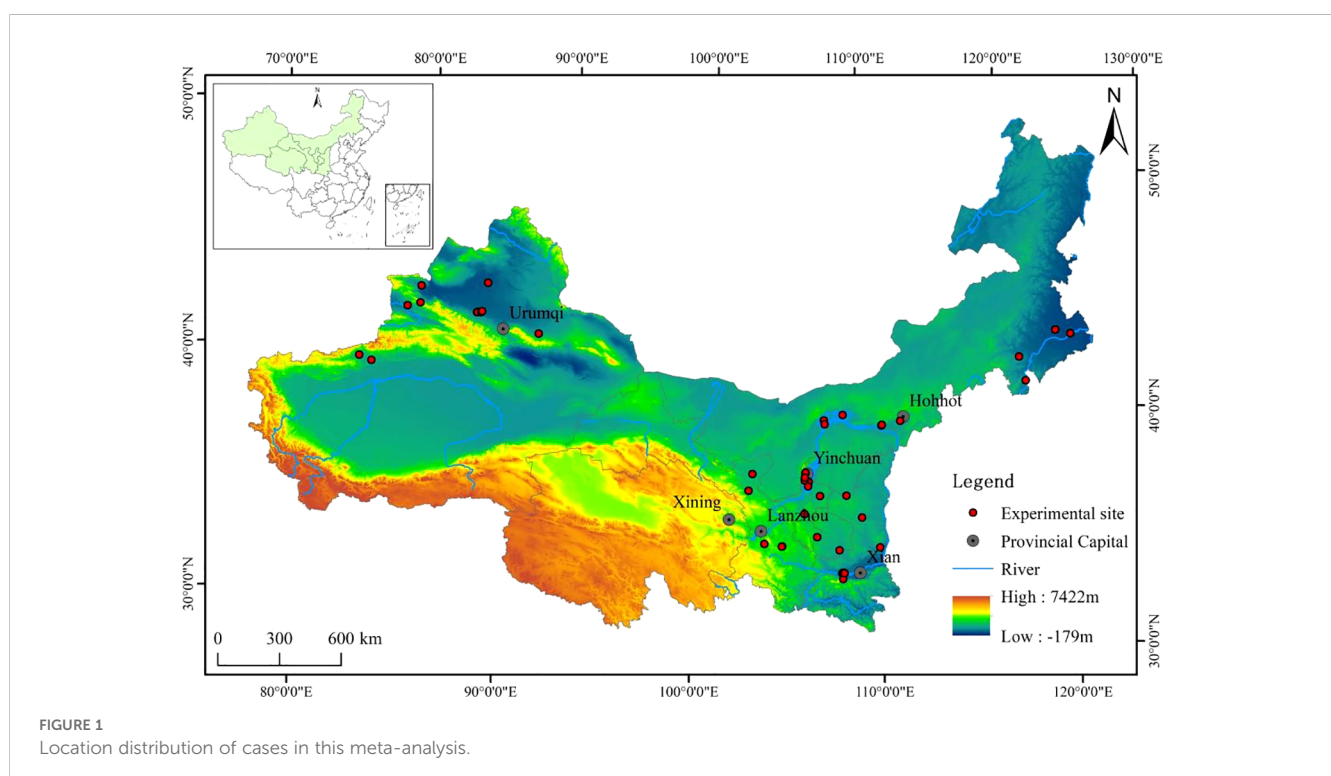 70°0'0"E 80°0'0"E 90°0'0"E 100°0'0"E 110°0'0"E 120°0'0"E 130°0'0"E
50°0'0"N
N
N
50°0'0"N
Urumqi
40°0'0"N
Hohhot
40°0'0"N
Yinchuan
Xining
Lanzhou
Xian
Legend
Experimental site
Provincial Capital
River
High : 7422m
Low : -179m
30°0'0"N
30°0'0"N
0 300 600 km
80°0'0"E 90°0'0"E 100°0'0"E 110°0'0"E 120°0'0"E
FIGURE 1
Location distribution of cases in this meta-analysis.